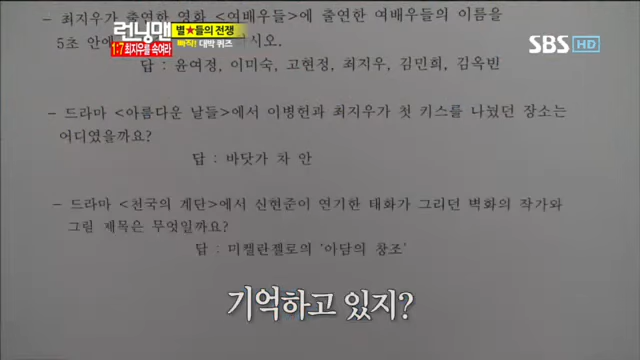 런닝맨
1:7 최지우를 속여라
별★들의 전쟁
빡작! 대박 퀴즈
SBS HD
- 최지우가 출연한 영화 <여배우들>에 출연한 여배우들의 이름을
5초 안에 시오.
답 : 윤여정, 이미숙, 고현정, 최지우, 김민희, 김옥빈
- 드라마 <아름다운 날들>에서 이병헌과 최지우가 첫 키스를 나눴던 장소는
어디였을까요?
답 : 바닷가 차 안
- 드라마 <천국의 계단>에서 신현준이 연기한 태화가 그리던 벽화의 작가와
그림 제목은 무엇일까요?
답 : 미켈란젤로의 '아담의 창조'
기억하고 있지?